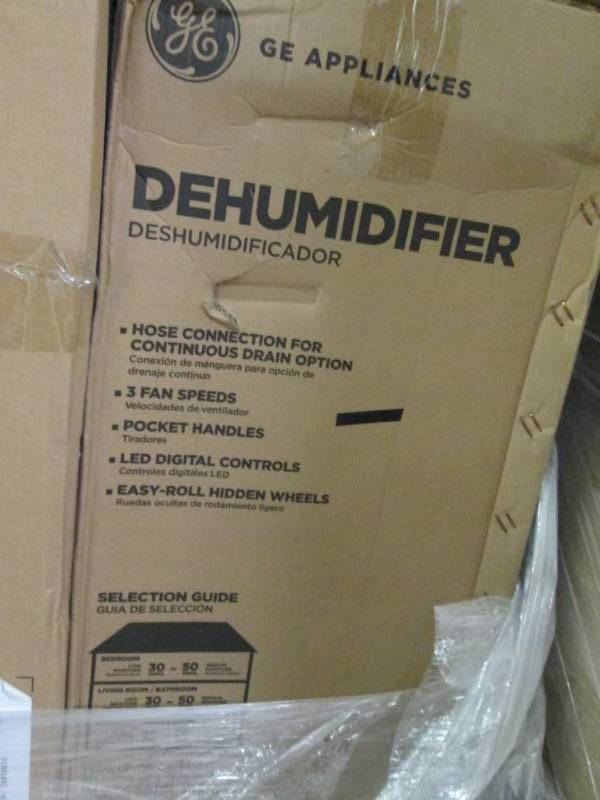 GE
GE APPLIANCES
DEHUMIDIFIER
DESHUMIDIFICADOR
▪ HOSE CONNECTION FOR
CONTINUOUS DRAIN OPTION
Conexión de manguera para opción de
drenaje continuo
▪ 3 FAN SPEEDS
Velocidades de ventilador
▪ POCKET HANDLES
Tiradores
▪ LED DIGITAL CONTROLS
Controles digitales LED
▪ EASY-ROLL HIDDEN WHEELS
Ruedas ocultas de rodamiento ligero
SELECTION GUIDE
GUIA DE SELECCIÓN
BEDROOM
30 - 50
LIVING ROOM / BATHROOM
30 - 50